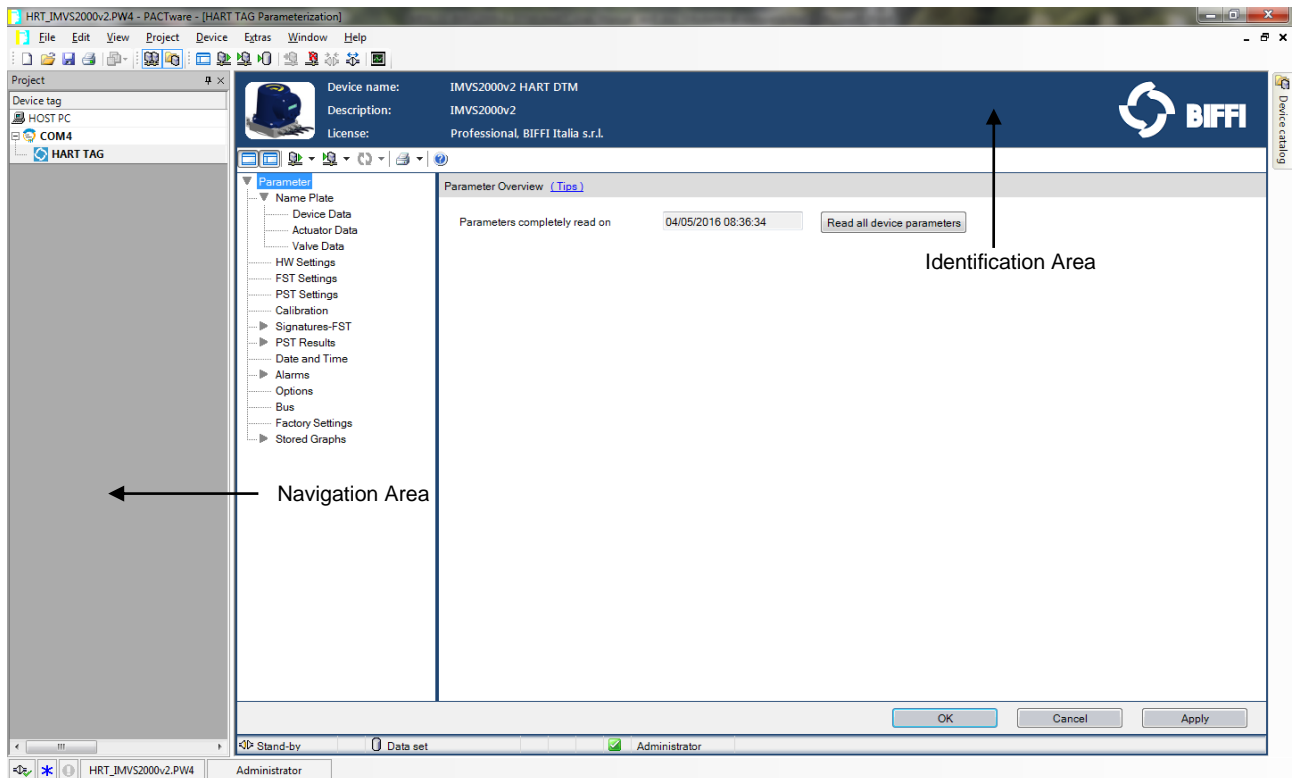 HRT_IMVS2000v2.PW4 - PACTware - [HART TAG Parameterization]
File Edit View Project Device Extras Window Help
Project
Device tag
HOST PC
COM4
HART TAG
Device name: IMVS2000v2 HART DTM
Description: IMVS2000v2
License: Professional, BIFFI Italia s.r.l.
BIFFI
Device catalog
Parameter
Name Plate
Device Data
Actuator Data
Valve Data
HW Settings
FST Settings
PST Settings
Calibration
Signatures-FST
PST Results
Date and Time
Alarms
Options
Bus
Factory Settings
Stored Graphs
Parameter Overview (Tips)
Parameters completely read on 04/05/2016 08:36:34 Read all device parameters
Identification Area
Navigation Area
OK Cancel Apply
Stand-by Data set Administrator
HRT_IMVS2000v2.PW4 Administrator